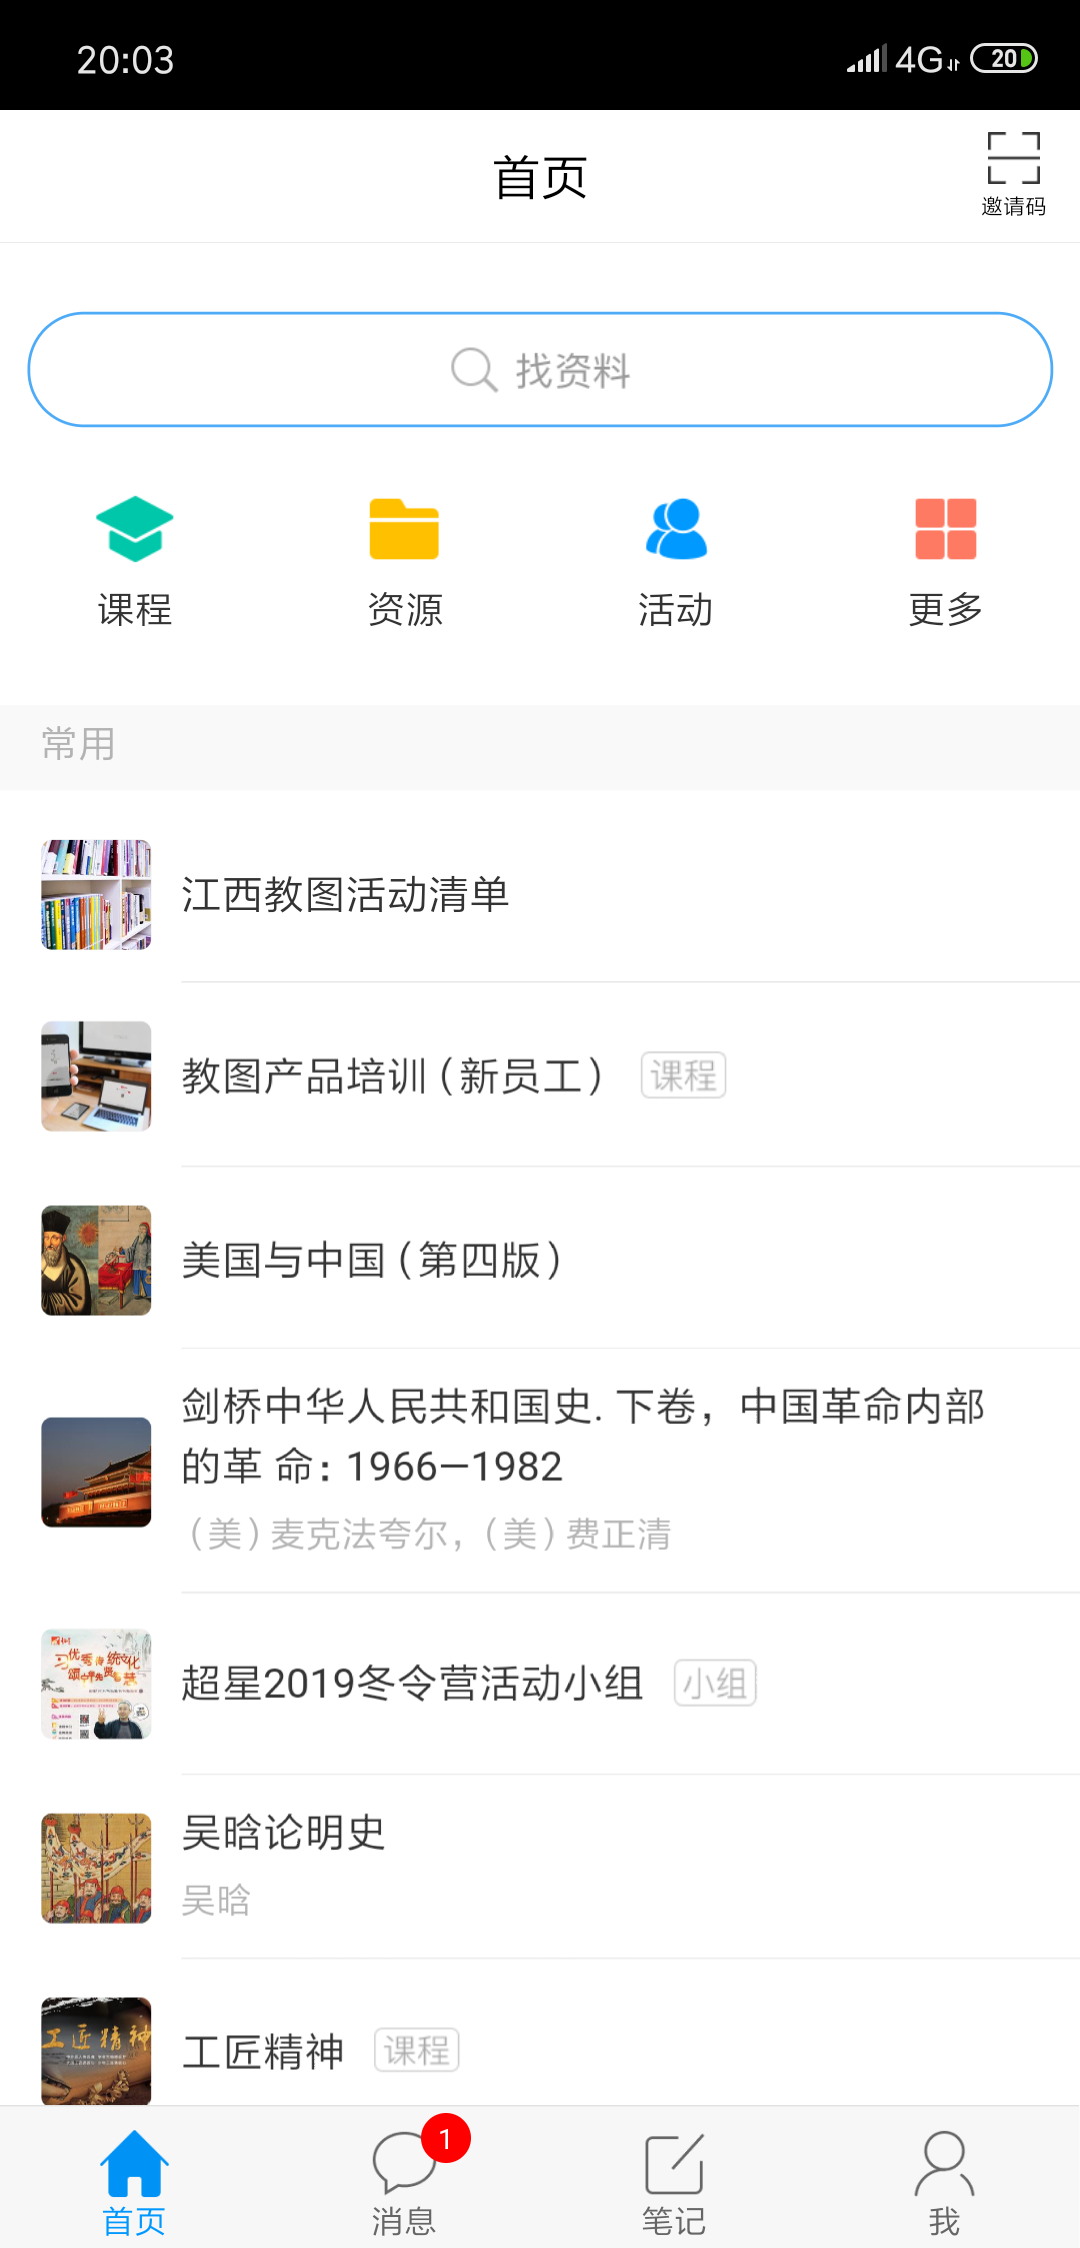 20:03
4G
20
首页
邀请码
找资料
课程
资源
活动
更多
常用
江西教图活动清单
教图产品培训（新员工）
课程
美国与中国（第四版）
剑桥中华人民共和国史. 下卷，中国革命内部
的革 命：1966—1982
（美）麦克法夸尔，（美）费正清
超星2019冬令营活动小组
小组
吴晗论明史
吴晗
工匠精神
工匠精神
课程
1
首页
消息
笔记
我